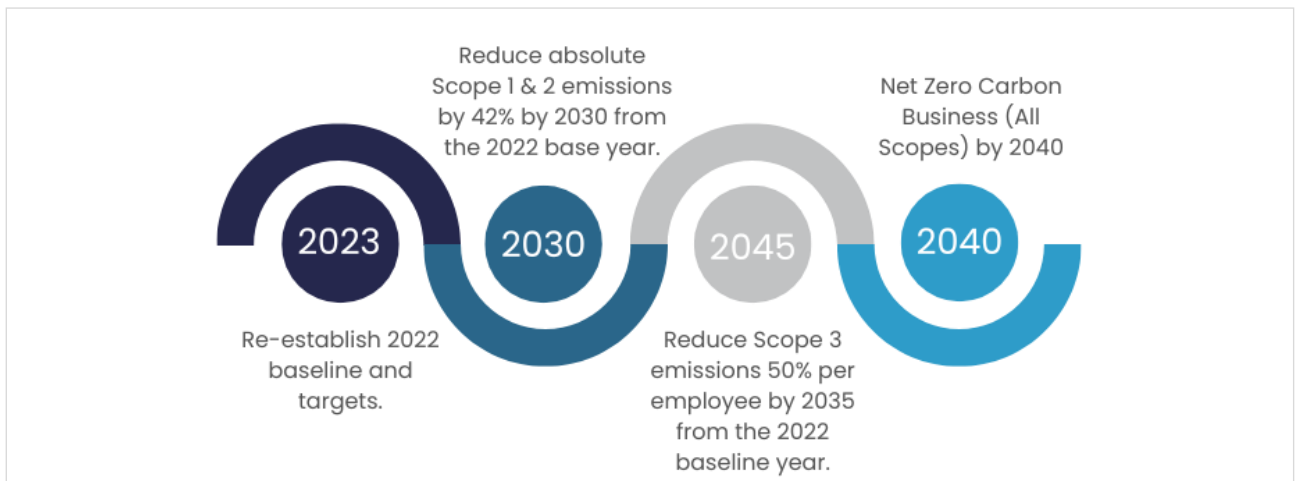 2023
Re-establish 2022
baseline and
targets.
Reduce absolute
Scope 1 & 2 emissions
by 42% by 2030 from
the 2022 base year.
2030
2045
Reduce Scope 3
emissions 50% per
employee by 2035
from the 2022
baseline year.
Net Zero Carbon
Business (All
Scopes) by 2040
2040